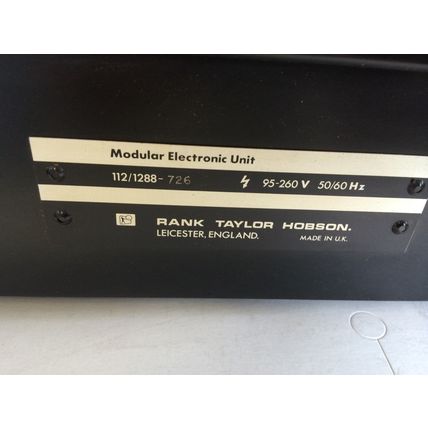 Modular Electronic Unit
112/1288-726 95-260 V 50/60 Hz
RANK TAYLOR HOBSON.
LEICESTER, ENGLAND. MADE IN U.K.